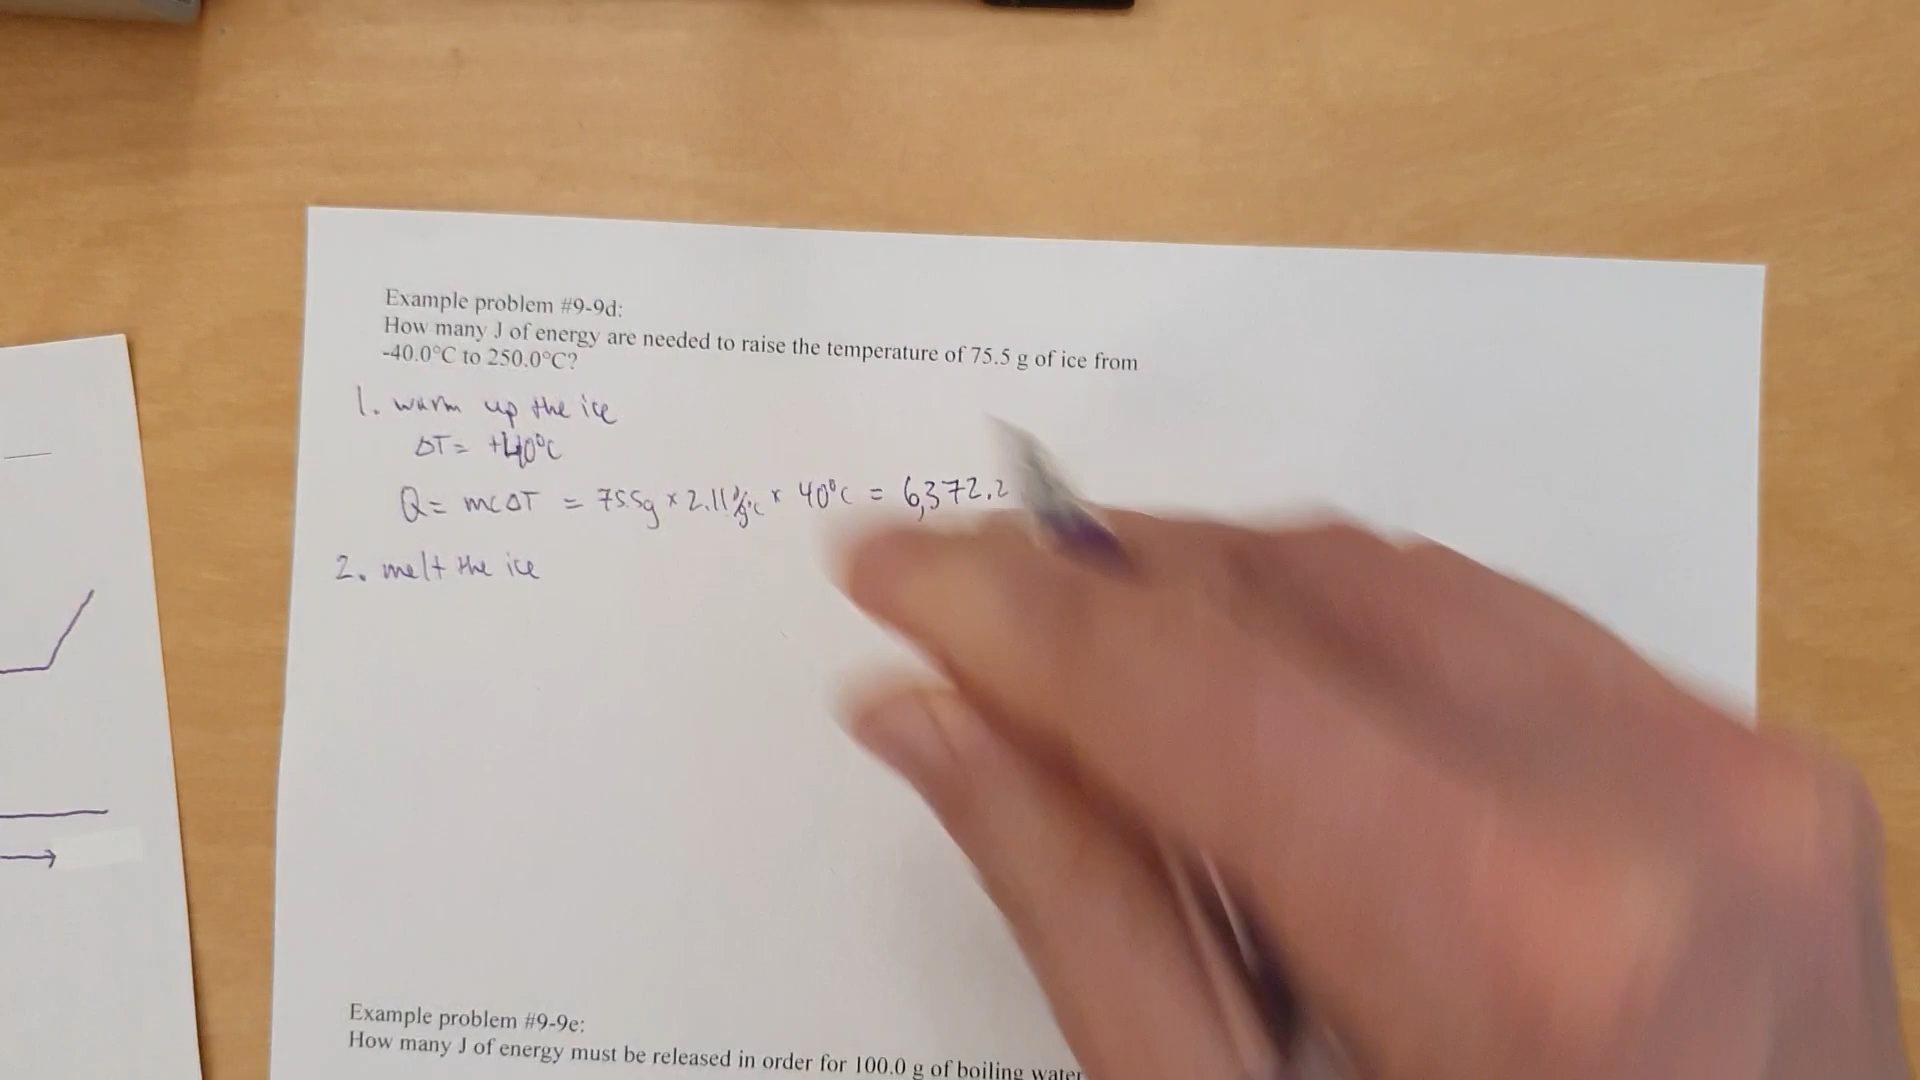 Example problem #9-9d:
How many J of energy are needed to raise the temperature of 75.5 g of ice from
-40.0°C to 250.0°C?
1. warm up the ice
ΔT= +40°C
Q= mcΔT = 75.5g × 2.11 J/g°C × 40°C = 6,372.2
2. melt the ice
Example problem #9-9e:
How many J of energy must be released in order for 100.0 g of boiling water